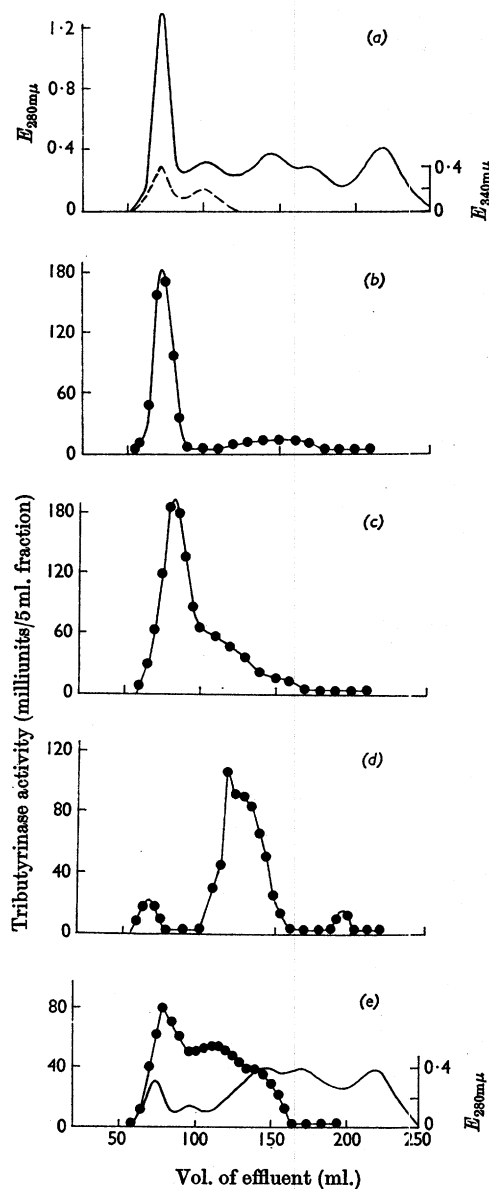 (a)
1·2
0·8
0·4
0
E280mμ
0·4
0
E340mμ
(b)
180
120
60
0
(c)
180
120
60
0
Tributyrinase activity (milliunits/5 ml. fraction)
(d)
120
80
40
0
(e)
80
40
0
0·4
0
E280mμ
50
100
150
200
250
Vol. of effluent (ml.)